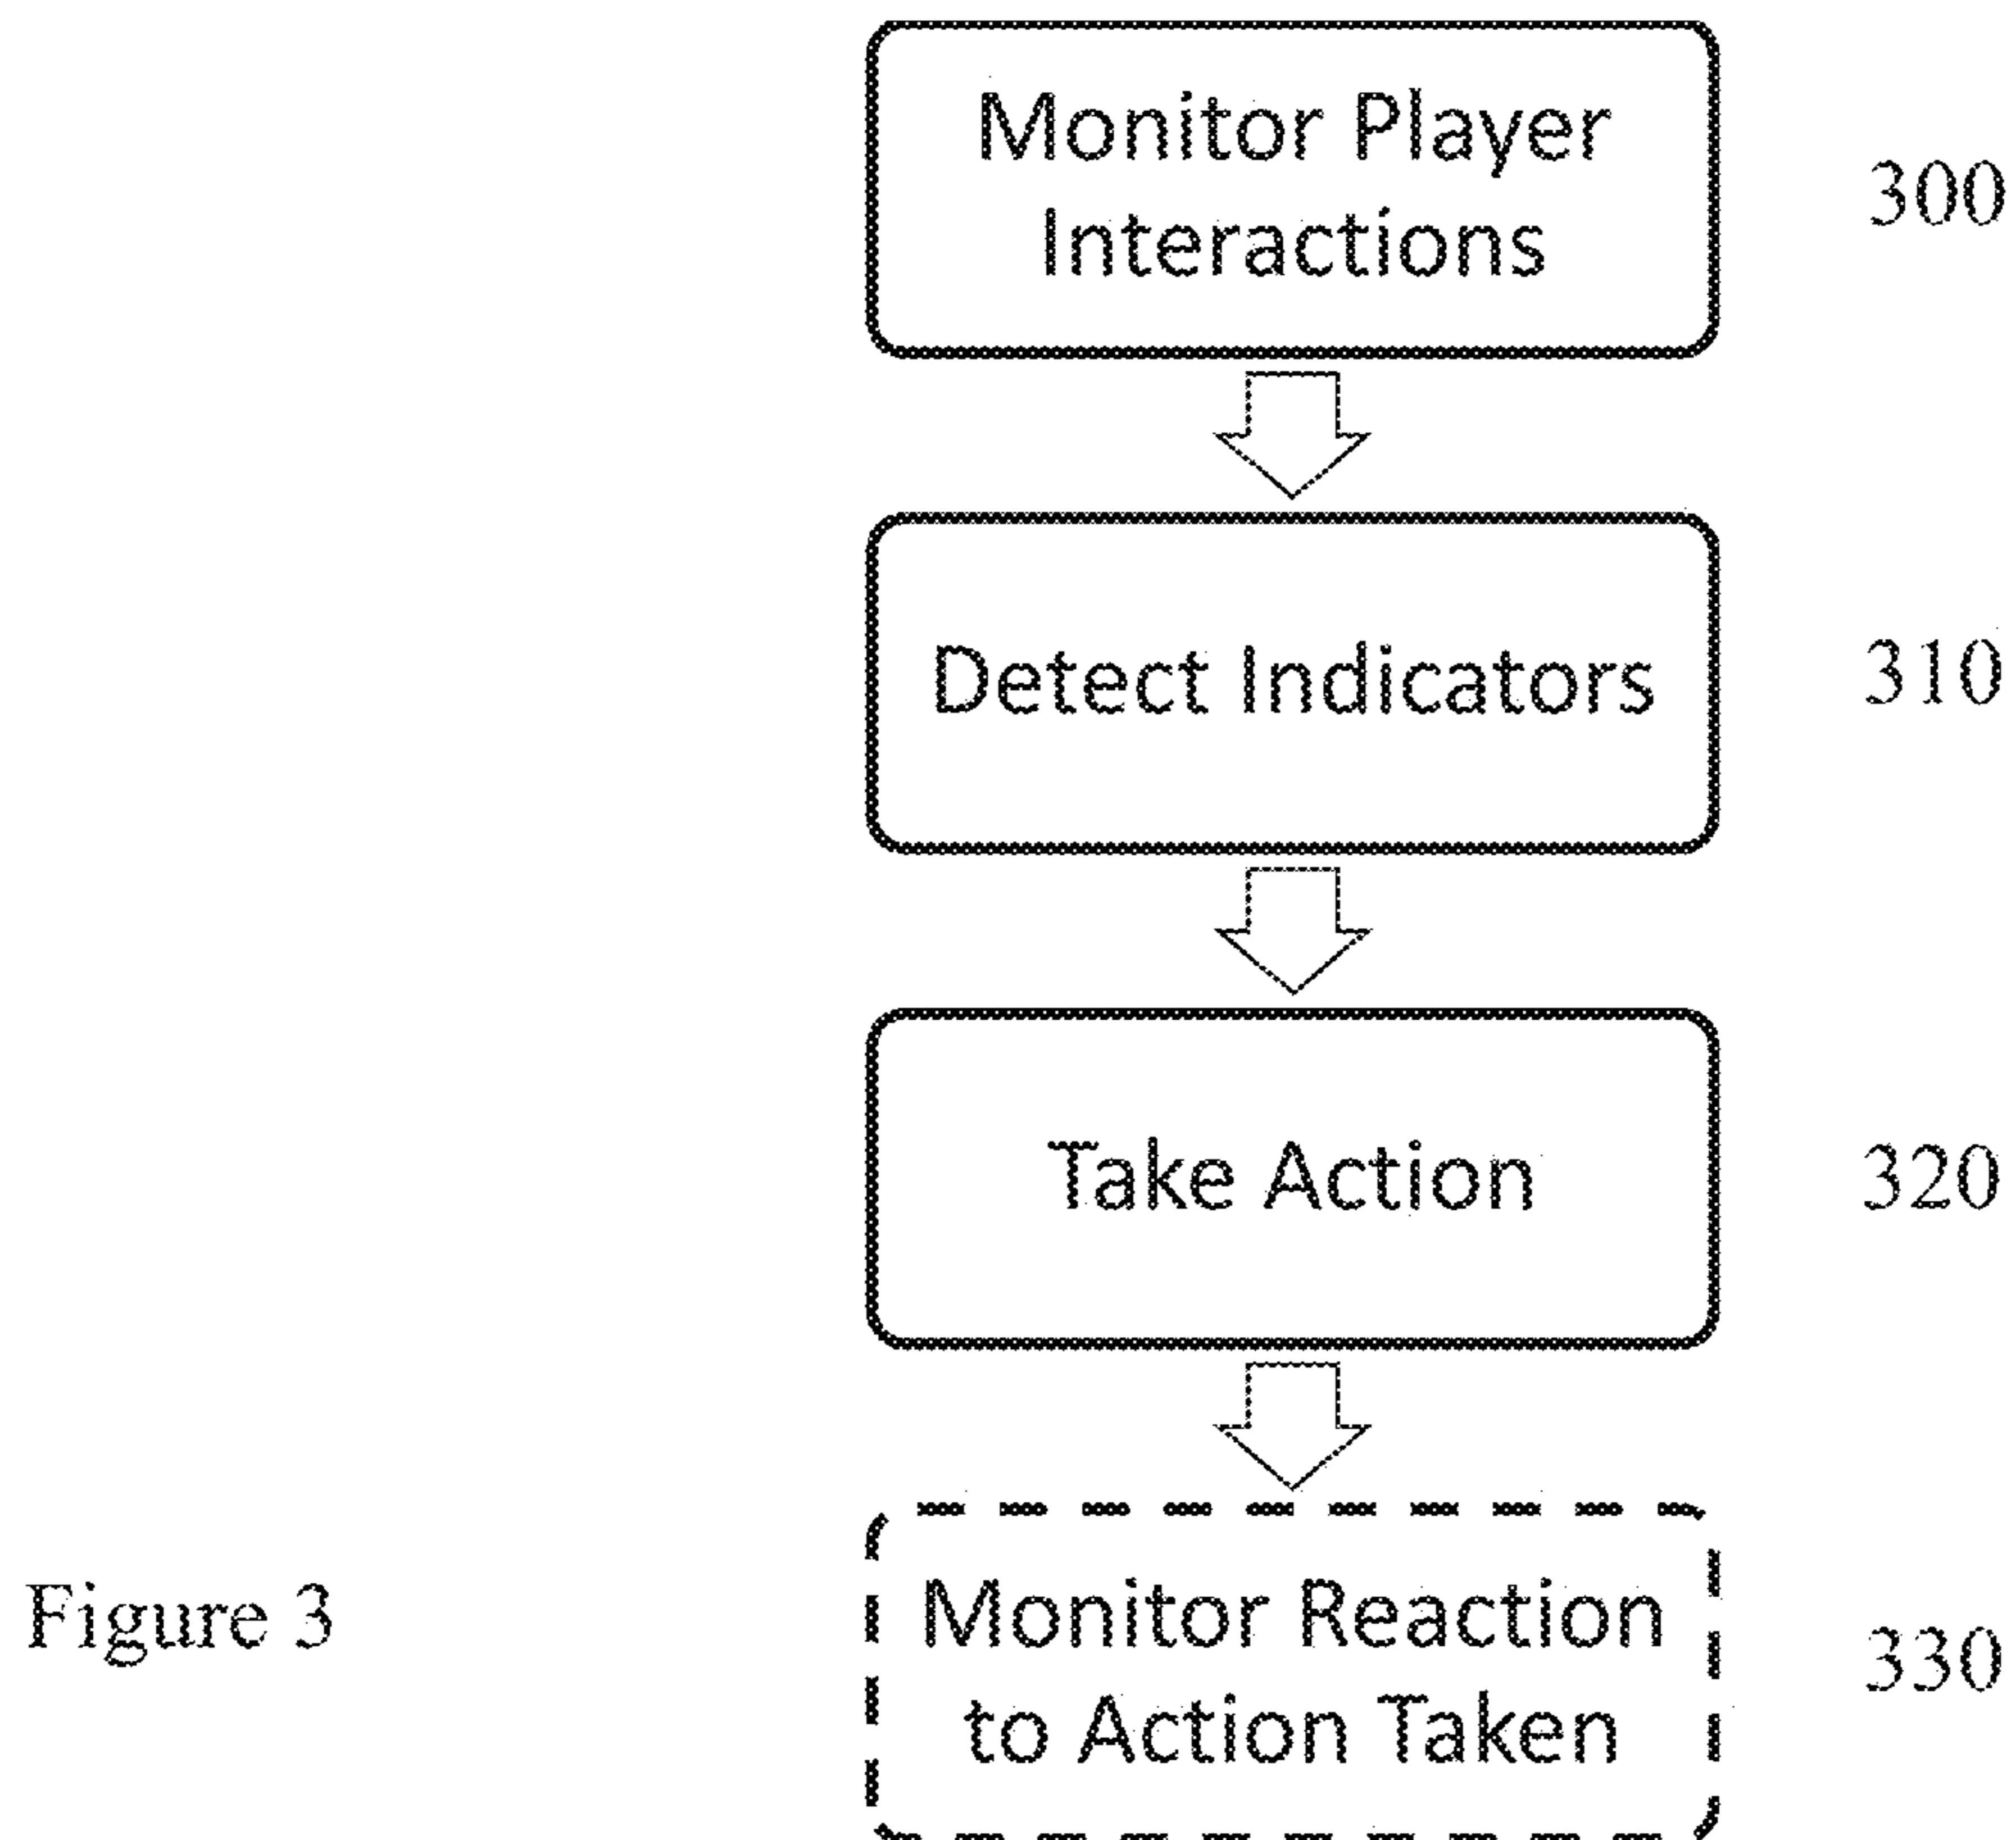 Monitor Player
Interactions
300
Detect Indicators
310
Take Action
320
Monitor Reaction
to Action Taken
330
Figure 3